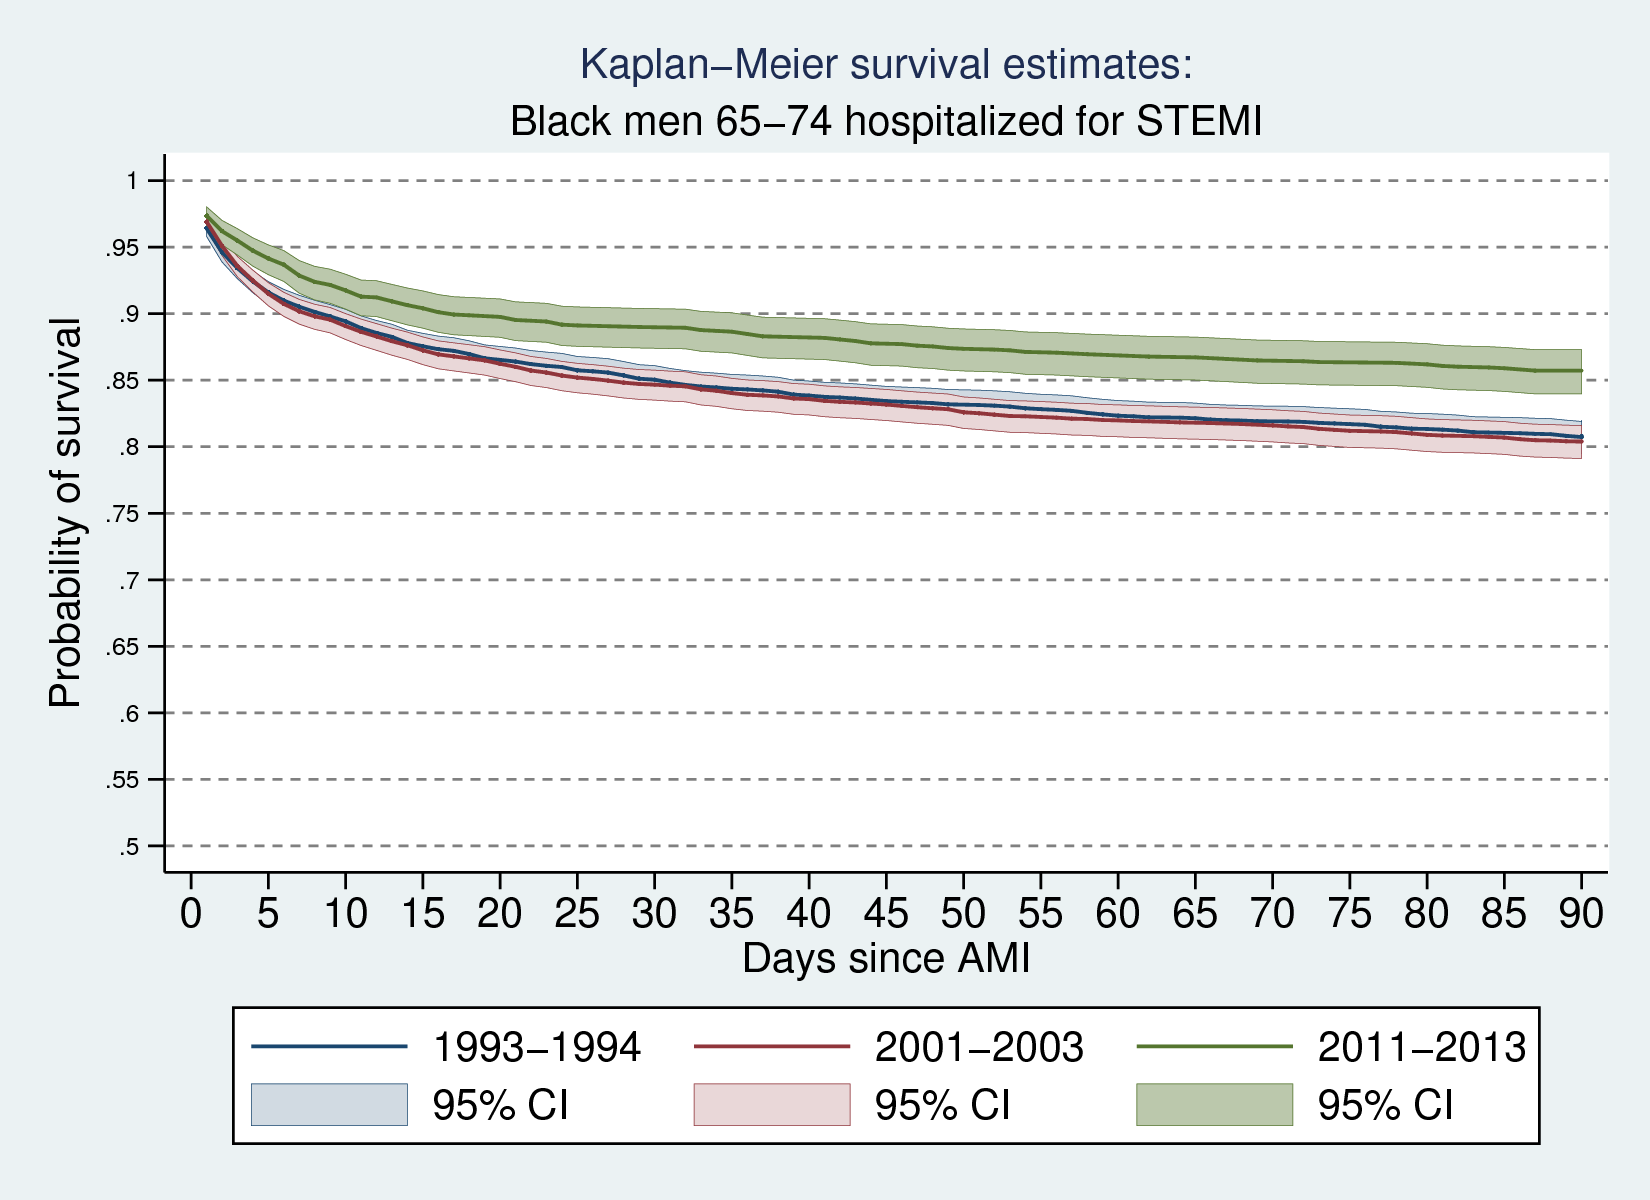 Kaplan−Meier survival estimates:
Black men 65−74 hospitalized for STEMI
Probability of survival
1
.95
.9
.85
.8
.75
.7
.65
.6
.55
.5
0 5 10 15 20 25 30 35 40 45 50 55 60 65 70 75 80 85 90
Days since AMI
1993−1994 2001−2003 2011−2013
95% CI 95% CI 95% CI